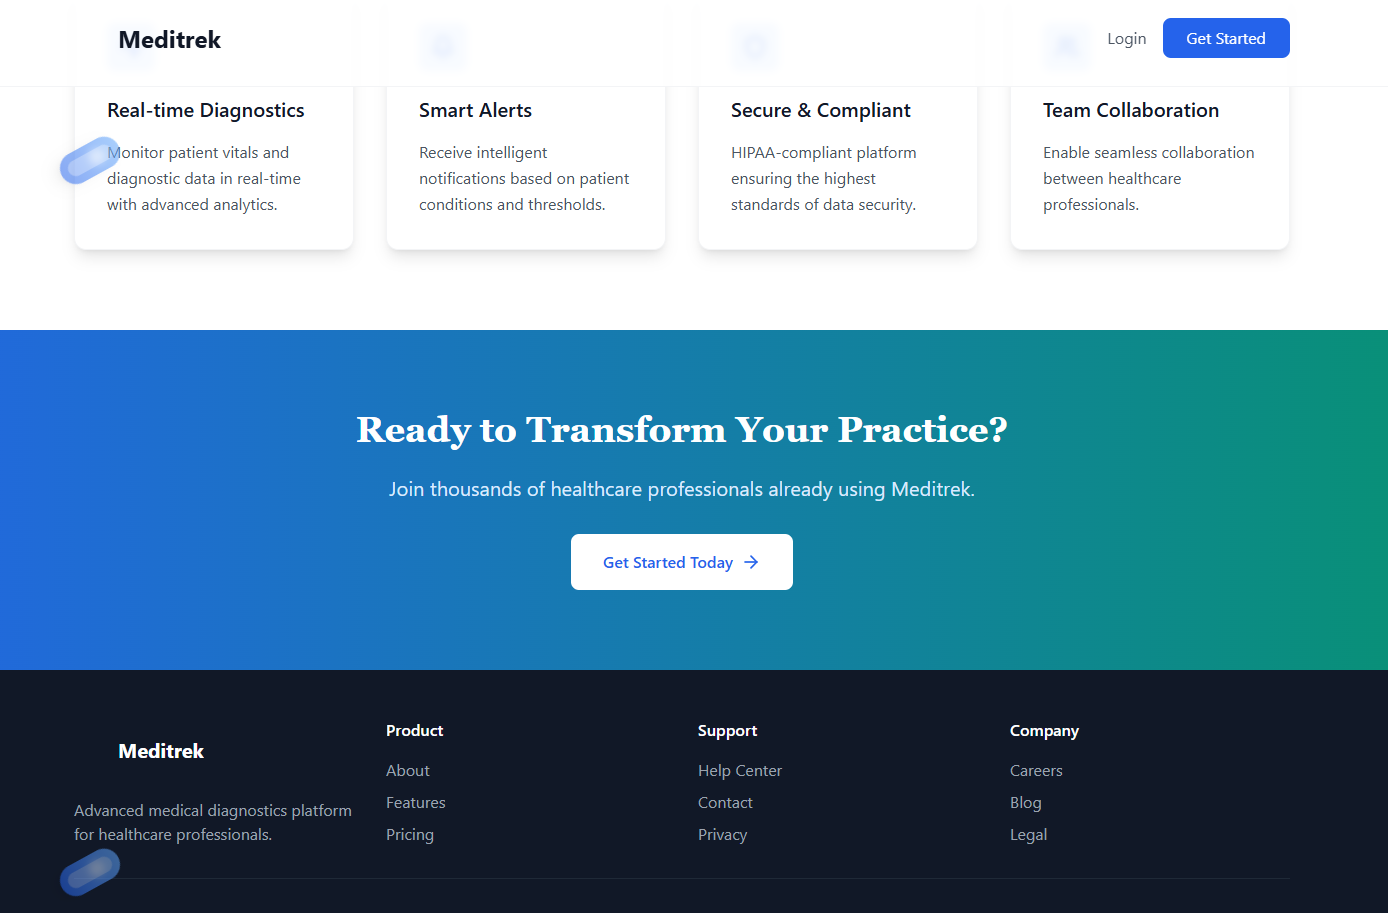 Meditrek
Login
Get Started
Real-time Diagnostics
Monitor patient vitals and
diagnostic data in real-time
with advanced analytics.
Smart Alerts
Receive intelligent
notifications based on patient
conditions and thresholds.
Secure & Compliant
HIPAA-compliant platform
ensuring the highest
standards of data security.
Team Collaboration
Enable seamless collaboration
between healthcare
professionals.
Ready to Transform Your Practice?
Join thousands of healthcare professionals already using Meditrek.
Get Started Today
Meditrek
Advanced medical diagnostics platform
for healthcare professionals.
Product
About
Features
Pricing
Support
Help Center
Contact
Privacy
Company
Careers
Blog
Legal